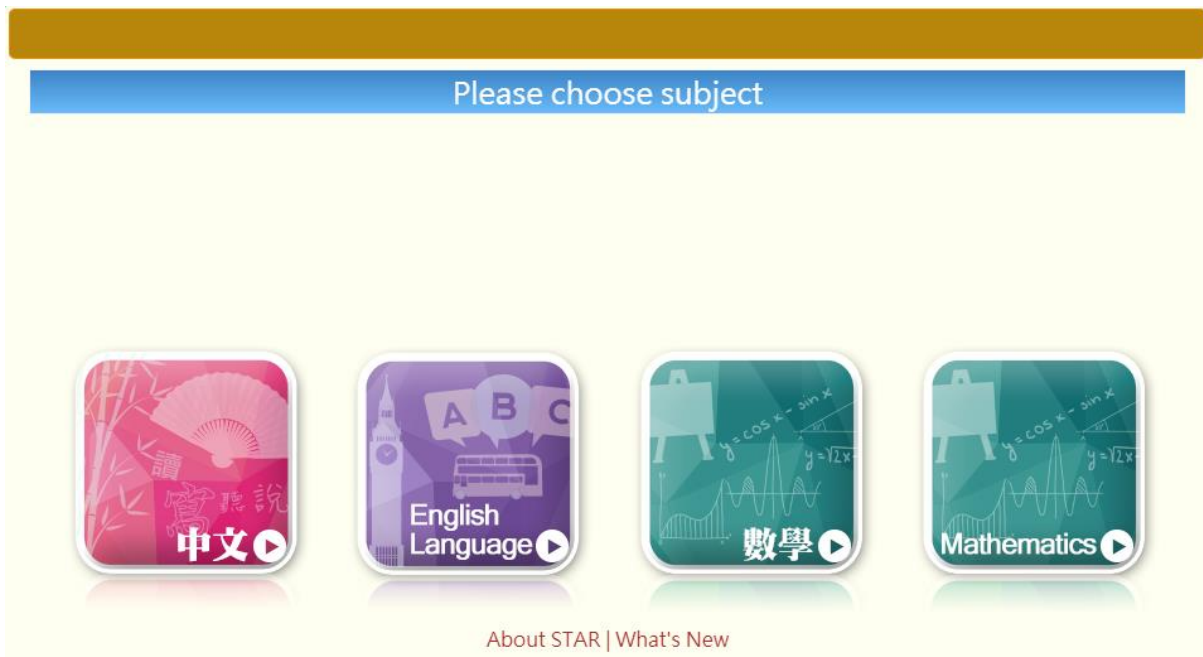 Please choose subject
讀
寫 聽 說
中文
A B C
English
Language
y = cos x - sin x
y = √2x-
數學
y = cos x - sin x
y = √2x-
Mathematics
About STAR | What's New